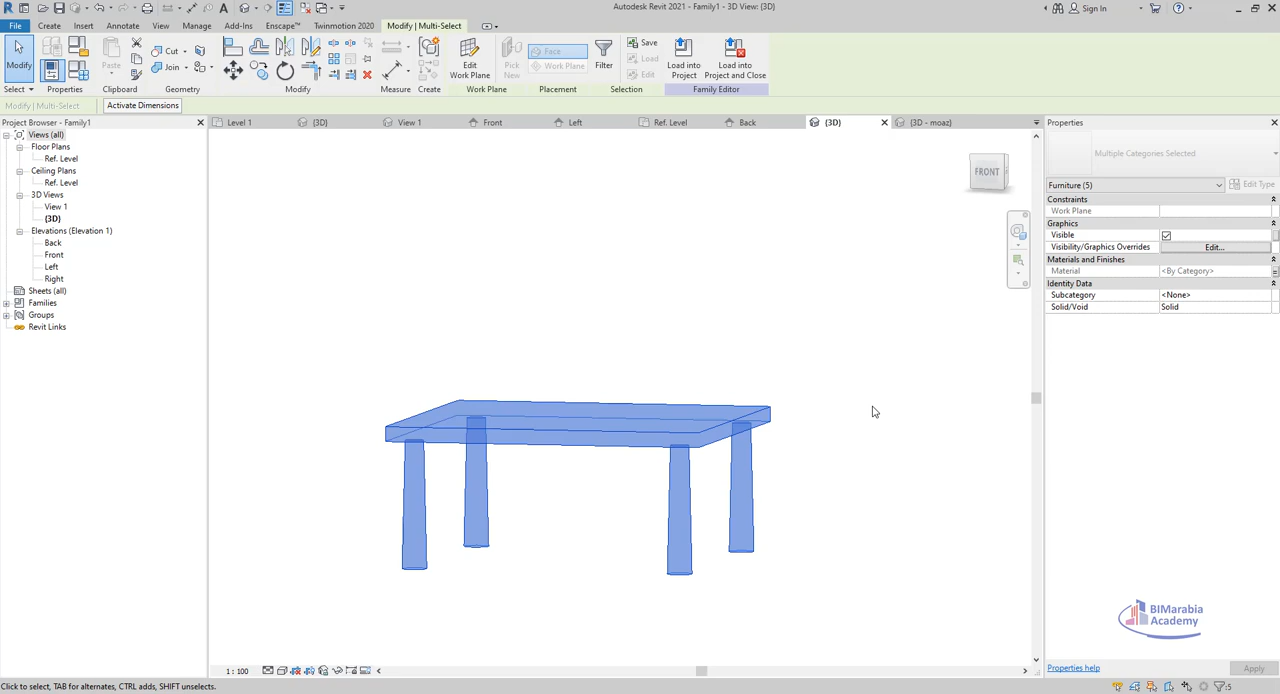 Autodesk Revit 2021 - Family1 - 3D View: {3D}
Sign In
File Create Insert Annotate View Manage Add-Ins Enscape™ Twinmotion 2020 Modify | Multi-Select
Modify
Paste
Cut
Join
Edit
Work Plane
Pick
New
Face
Work Plane
Filter
Save
Load
Edit
Load into
Project
Load into
Project and Close
Select Properties Clipboard Geometry Modify Measure Create Work Plane Placement Selection Family Editor
Modify | Multi-Select Activate Dimensions
Project Browser - Family1
Level 1 {3D} View 1 Front Left Ref. Level Back {3D} {3D - moaz}
Properties
Views (all)
Floor Plans
Ref. Level
Ceiling Plans
Ref. Level
3D Views
View 1
{3D}
Elevations (Elevation 1)
Back
Front
Left
Right
Sheets (all)
Families
Groups
Revit Links
FRONT
Multiple Categories Selected
Furniture (5) Edit Type
Constraints
Work Plane
Graphics
Visible
Visibility/Graphics Overrides Edit...
Materials and Finishes
Material <By Category>
Identity Data
Subcategory <None>
Solid/Void Solid
BIMarabia
Academy
Properties help Apply
1 : 100
Click to select, TAB for alternates, CTRL adds, SHIFT unselects.
:5